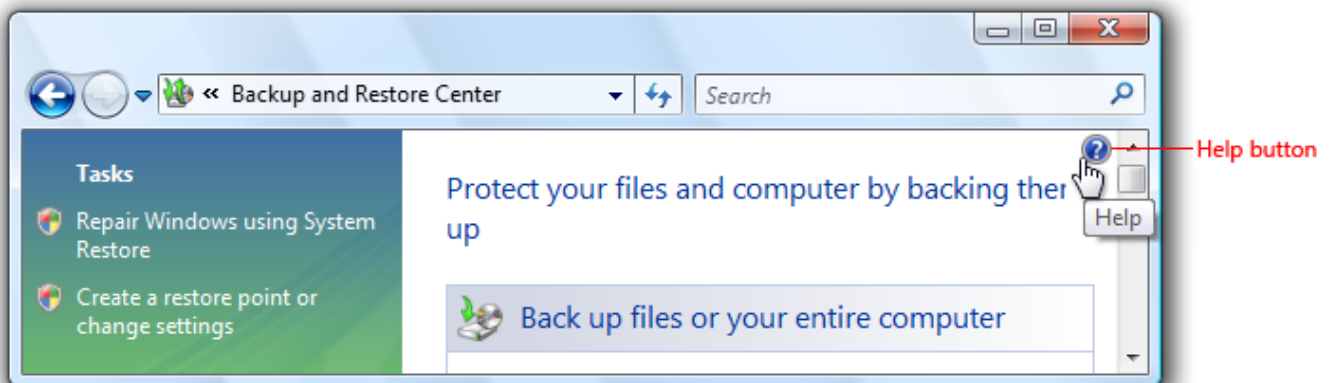 « Backup and Restore Center
Search
Tasks
Repair Windows using System
Restore
Create a restore point or
change settings
Protect your files and computer by backing ther
up
Help
Back up files or your entire computer
Help button